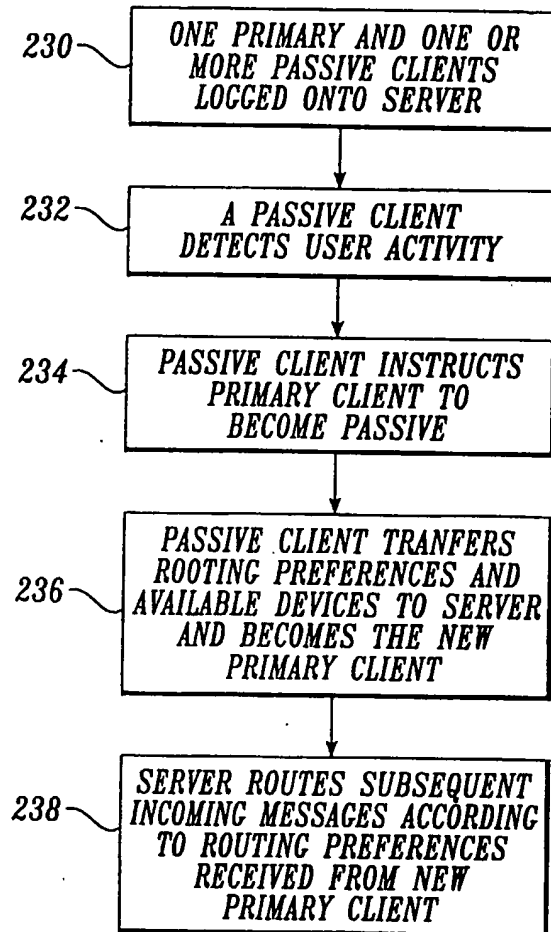 230
ONE PRIMARY AND ONE OR
MORE PASSIVE CLIENTS
LOGGED ONTO SERVER
232
A PASSIVE CLIENT
DETECTS USER ACTIVITY
234
PASSIVE CLIENT INSTRUCTS
PRIMARY CLIENT TO
BECOME PASSIVE
236
PASSIVE CLIENT TRANFERS
ROOTING PREFERENCES AND
AVAILABLE DEVICES TO SERVER
AND BECOMES THE NEW
PRIMARY CLIENT
238
SERVER ROUTES SUBSEQUENT
INCOMING MESSAGES ACCORDING
TO ROUTING PREFERENCES
RECEIVED FROM NEW
PRIMARY CLIENT